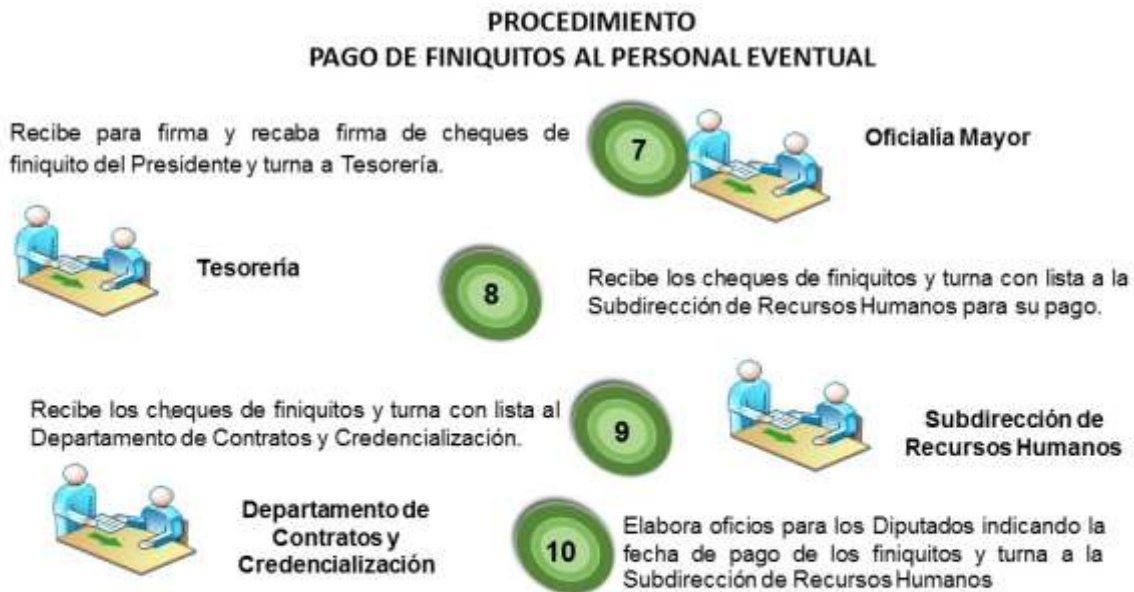 PROCEDIMIENTO
PAGO DE FINIQUITOS AL PERSONAL EVENTUAL
Recibe para firma y recaba firma de cheques de
finiquito del Presidente y turna a Tesorería.
7
Oficialía Mayor
Tesorería
8
Recibe los cheques de finiquitos y turna con lista a la
Subdirección de Recursos Humanos para su pago.
Recibe los cheques de finiquitos y turna con lista al
Departamento de Contratos y Credencialización.
9
Subdirección de
Recursos Humanos
Departamento de
Contratos y
Credencialización
10
Elabora oficios para los Diputados indicando la
fecha de pago de los finiquitos y turna a la
Subdirección de Recursos Humanos